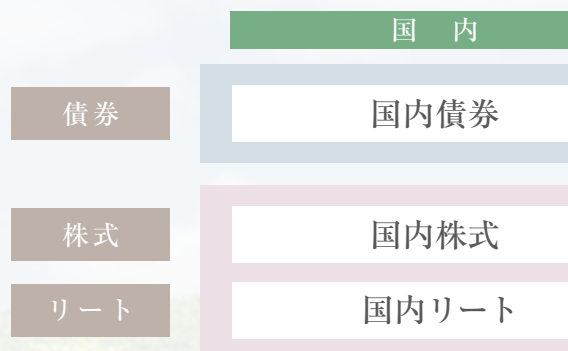 国 内
債券
国内債券
株式
国内株式
リート
国内リート